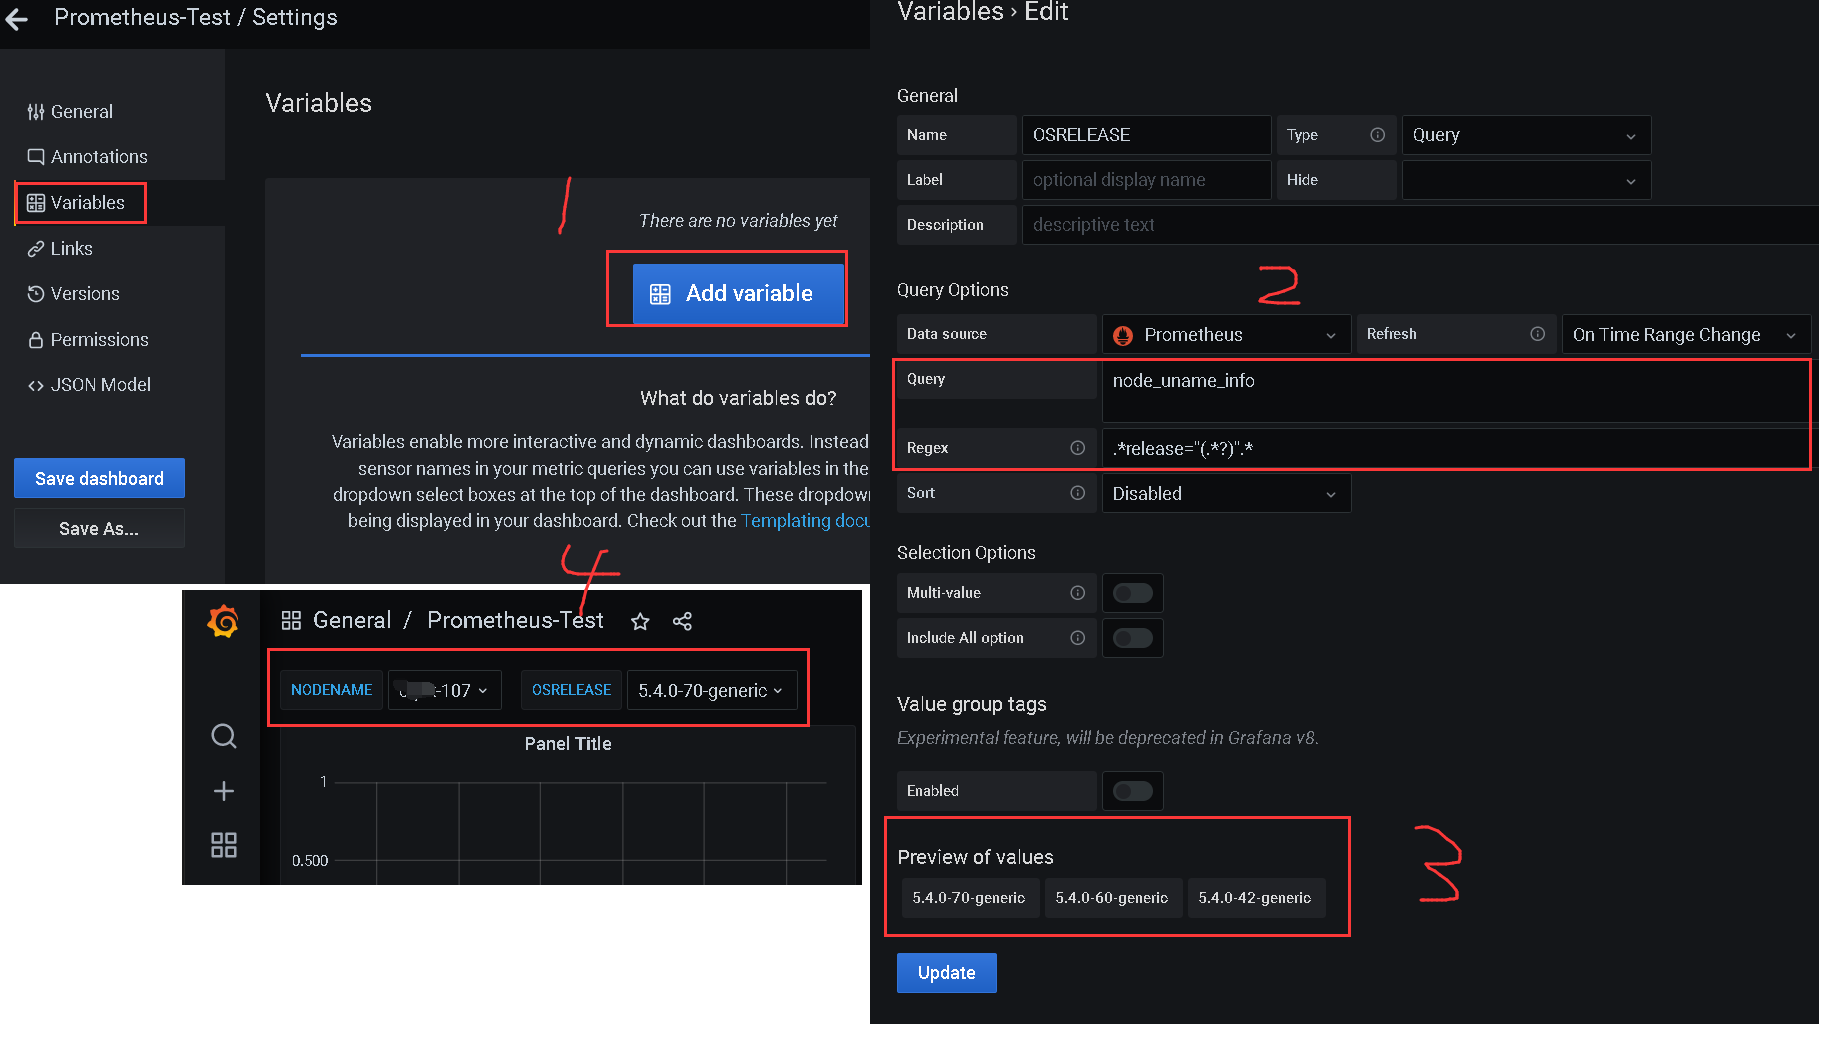 Prometheus-Test / Settings
General
Annotations
Variables
Links
Versions
Permissions
JSON Model
Save dashboard
Save As...
Variables
1
There are no variables yet
Add variable
What do variables do?
Variables enable more interactive and dynamic dashboards. Instead
sensor names in your metric queries you can use variables in the
dropdown select boxes at the top of the dashboard. These
being displayed in your dashboard. Check out the Templating
4
General / Prometheus-Test
NODENAME
-107
OSRELEASE
5.4.0-70-generic
Panel Title
1
0.500
Variables › Edit
General
Name
OSRELEASE
Type
Query
Label
optional display name
Hide
Description
descriptive text
2
Query Options
Data source
Prometheus
Refresh
On Time Range Change
Query
node_uname_info
Regex
.*release="(.*?)".*
Sort
Disabled
Selection Options
Multi-value
Include All option
Value group tags
Experimental feature, will be deprecated in Grafana v8.
Enabled
3
Preview of values
5.4.0-70-generic
5.4.0-60-generic
5.4.0-42-generic
Update